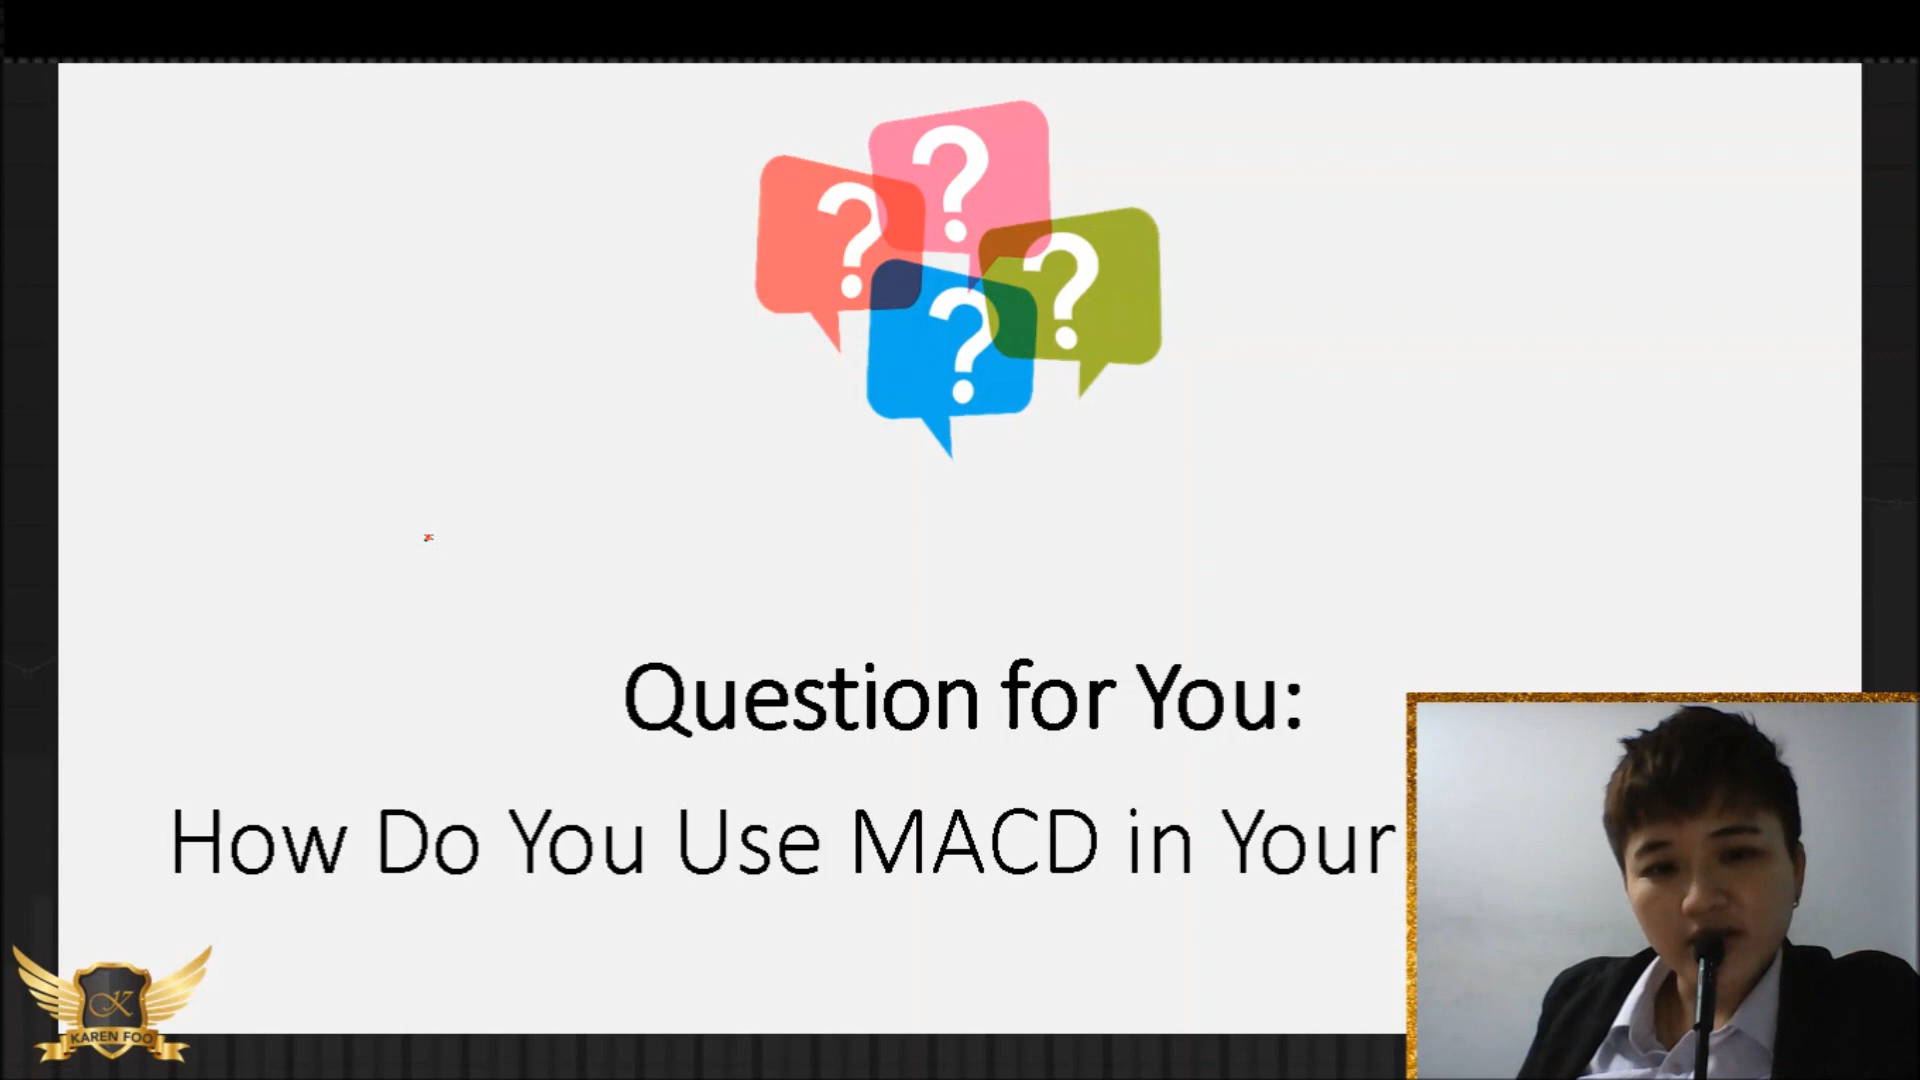 ?
?
?
?
Question for You:
How Do You Use MACD in Your
K
KAREN FOO